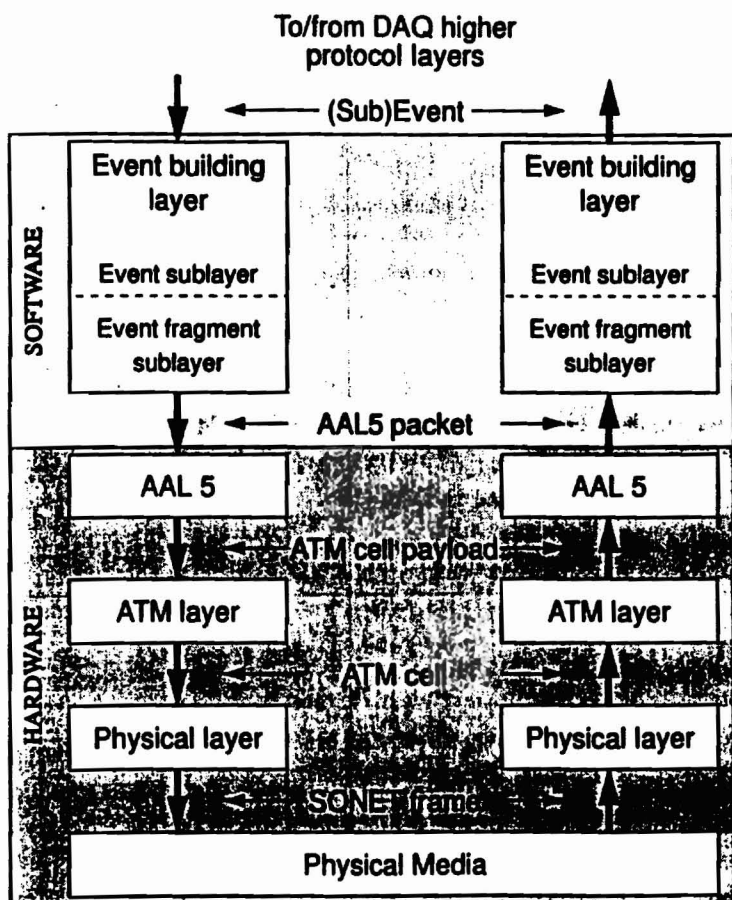 To/from DAQ higher
protocol layers
(Sub)Event
Event building
layer
Event sublayer
Event fragment
sublayer
Event building
layer
Event sublayer
Event fragment
sublayer
SOFTWARE
AAL5 packet
AAL 5
AAL 5
ATM cell payload
ATM layer
ATM layer
ATM cell
Physical layer
Physical layer
SONET frame
Physical Media
HARDWARE